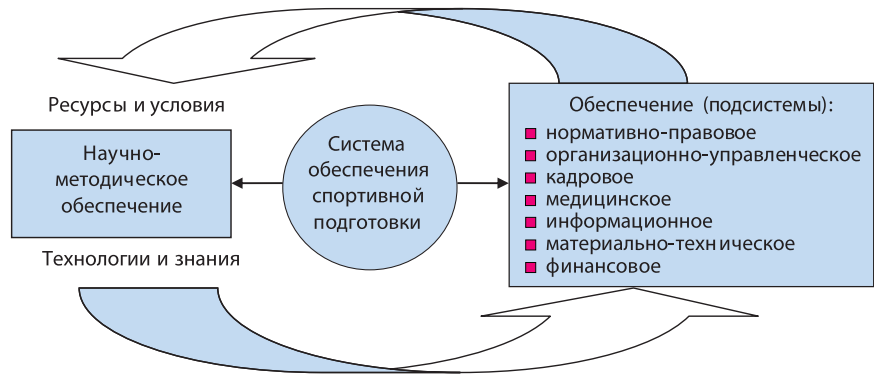 Ресурсы и условия
Научно-
методическое
обеспечение
Технологии и знания
Система
обеспечения
спортивной
подготовки
Обеспечение (подсистемы):
нормативно-правовое
организационно-управленческое
кадровое
медицинское
информационное
материально-техническое
финансовое